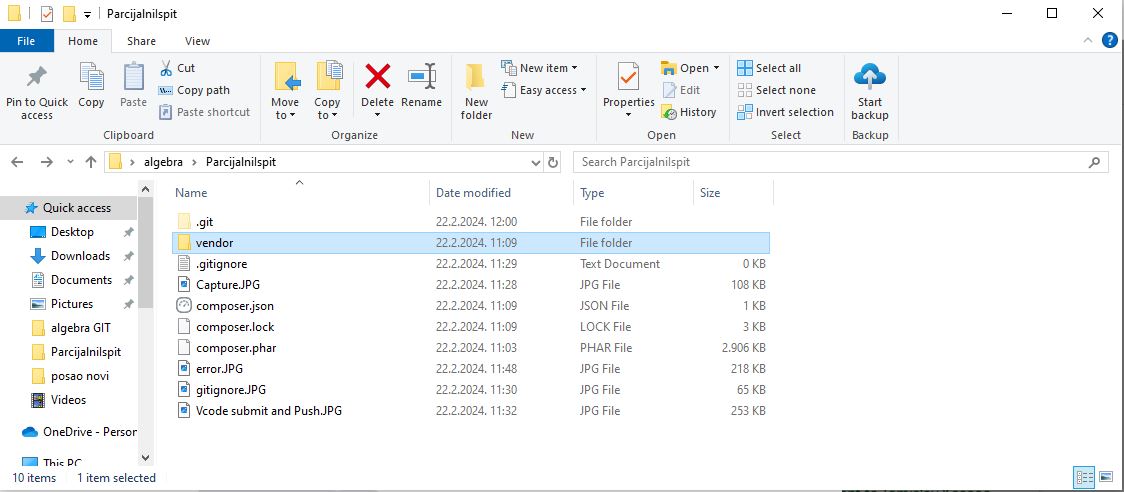 ParcijalniIspit
File Home Share View
Pin to Quick access
Copy
Paste
Cut
Copy path
Paste shortcut
Clipboard
Move to
Copy to
Delete
Rename
Organize
New folder
New item
Easy access
New
Properties
Open
Edit
History
Open
Select all
Select none
Invert selection
Select
Start backup
Backup
algebra ParcijalniIspit
Search ParcijalniIspit
Name Date modified Type Size
Quick access
Desktop
Downloads
Documents
Pictures
algebra GIT
ParcijalniIspit
posao novi
Videos
OneDrive - Person
This PC
.git 22.2.2024. 12:00 File folder
vendor 22.2.2024. 11:09 File folder
.gitignore 22.2.2024. 11:29 Text Document 0 KB
Capture.JPG 22.2.2024. 11:28 JPG File 108 KB
composer.json 22.2.2024. 11:09 JSON File 1 KB
composer.lock 22.2.2024. 11:09 LOCK File 3 KB
composer.phar 22.2.2024. 11:03 PHAR File 2.906 KB
error.JPG 22.2.2024. 11:48 JPG File 218 KB
gitignore.JPG 22.2.2024. 11:30 JPG File 65 KB
Vcode submit and Push.JPG 22.2.2024. 11:32 JPG File 253 KB
10 items 1 item selected